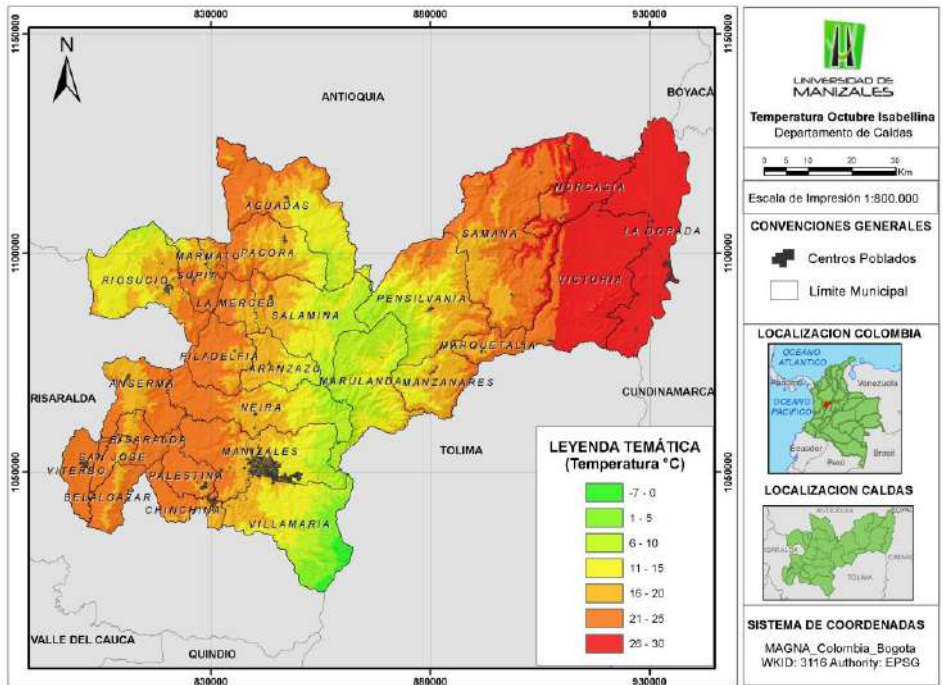 830000 880000 930000
1150000
1100000
1050000
N
ANTIOQUIA
BOYACÁ
AGUADAS
NORCASIA
SAMANA
LA DORADA
MARMATO
PACORA
RIOSUCIO
SUPIA
VICTORIA
LA MERCED
PENSILVANIA
SALAMINA
FILADELFIA
MARQUETALIA
ARANZAZU
ANSERMA
MARULANDA
MANZANARES
CUNDINAMARCA
RISARALDA
NEIRA
RISARALDA
MANIZALES
TOLIMA
SAN JOSE
VITERBO
PALESTINA
BELALCAZAR
CHINCHINA
VILLAMARIA
VALLE DEL CAUCA
QUINDIO
LEYENDA TEMÁTICA
(Temperatura °C)
-7 - 0
1 - 5
6 - 10
11 - 15
16 - 20
21 - 25
26 - 30
830000 880000 930000
UNIVERSIDAD DE
MANIZALES
Temperatura Octubre Isabellina
Departamento de Caldas
0 5 10 20 30
Km
Escala de Impresión 1:800.000
CONVENCIONES GENERALES
Centros Poblados
Límite Municipal
LOCALIZACION COLOMBIA
OCEANO
ATLANTICO
Panamá
Venezuela
OCEANO
PACIFICO
Ecuador
Perú
Brasil
LOCALIZACION CALDAS
ANTIOQUIA
TOLIMA
SISTEMA DE COORDENADAS
MAGNA_Colombia_Bogota
WKID: 3116 Authority: EPSG